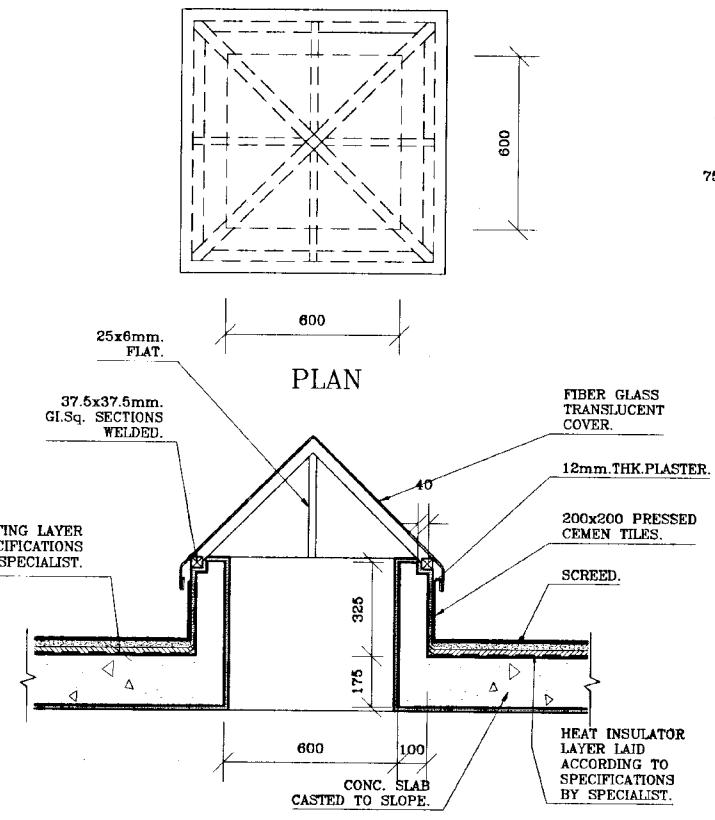 600
75
600
PLAN
25x6mm.
FLAT.
37.5x37.5mm.
GI.Sq. SECTIONS
WELDED.
TING LAYER
CIFICATIONS
SPECIALIST.
FIBER GLASS
TRANSLUCENT
COVER.
40
12mm.THK.PLASTER.
200x200 PRESSED
CEMEN TILES.
SCREED.
325
175
600
100
CONC. SLAB
CASTED TO SLOPE.
HEAT INSULATOR
LAYER LAID
ACCORDING TO
SPECIFICATIONS
BY SPECIALIST.